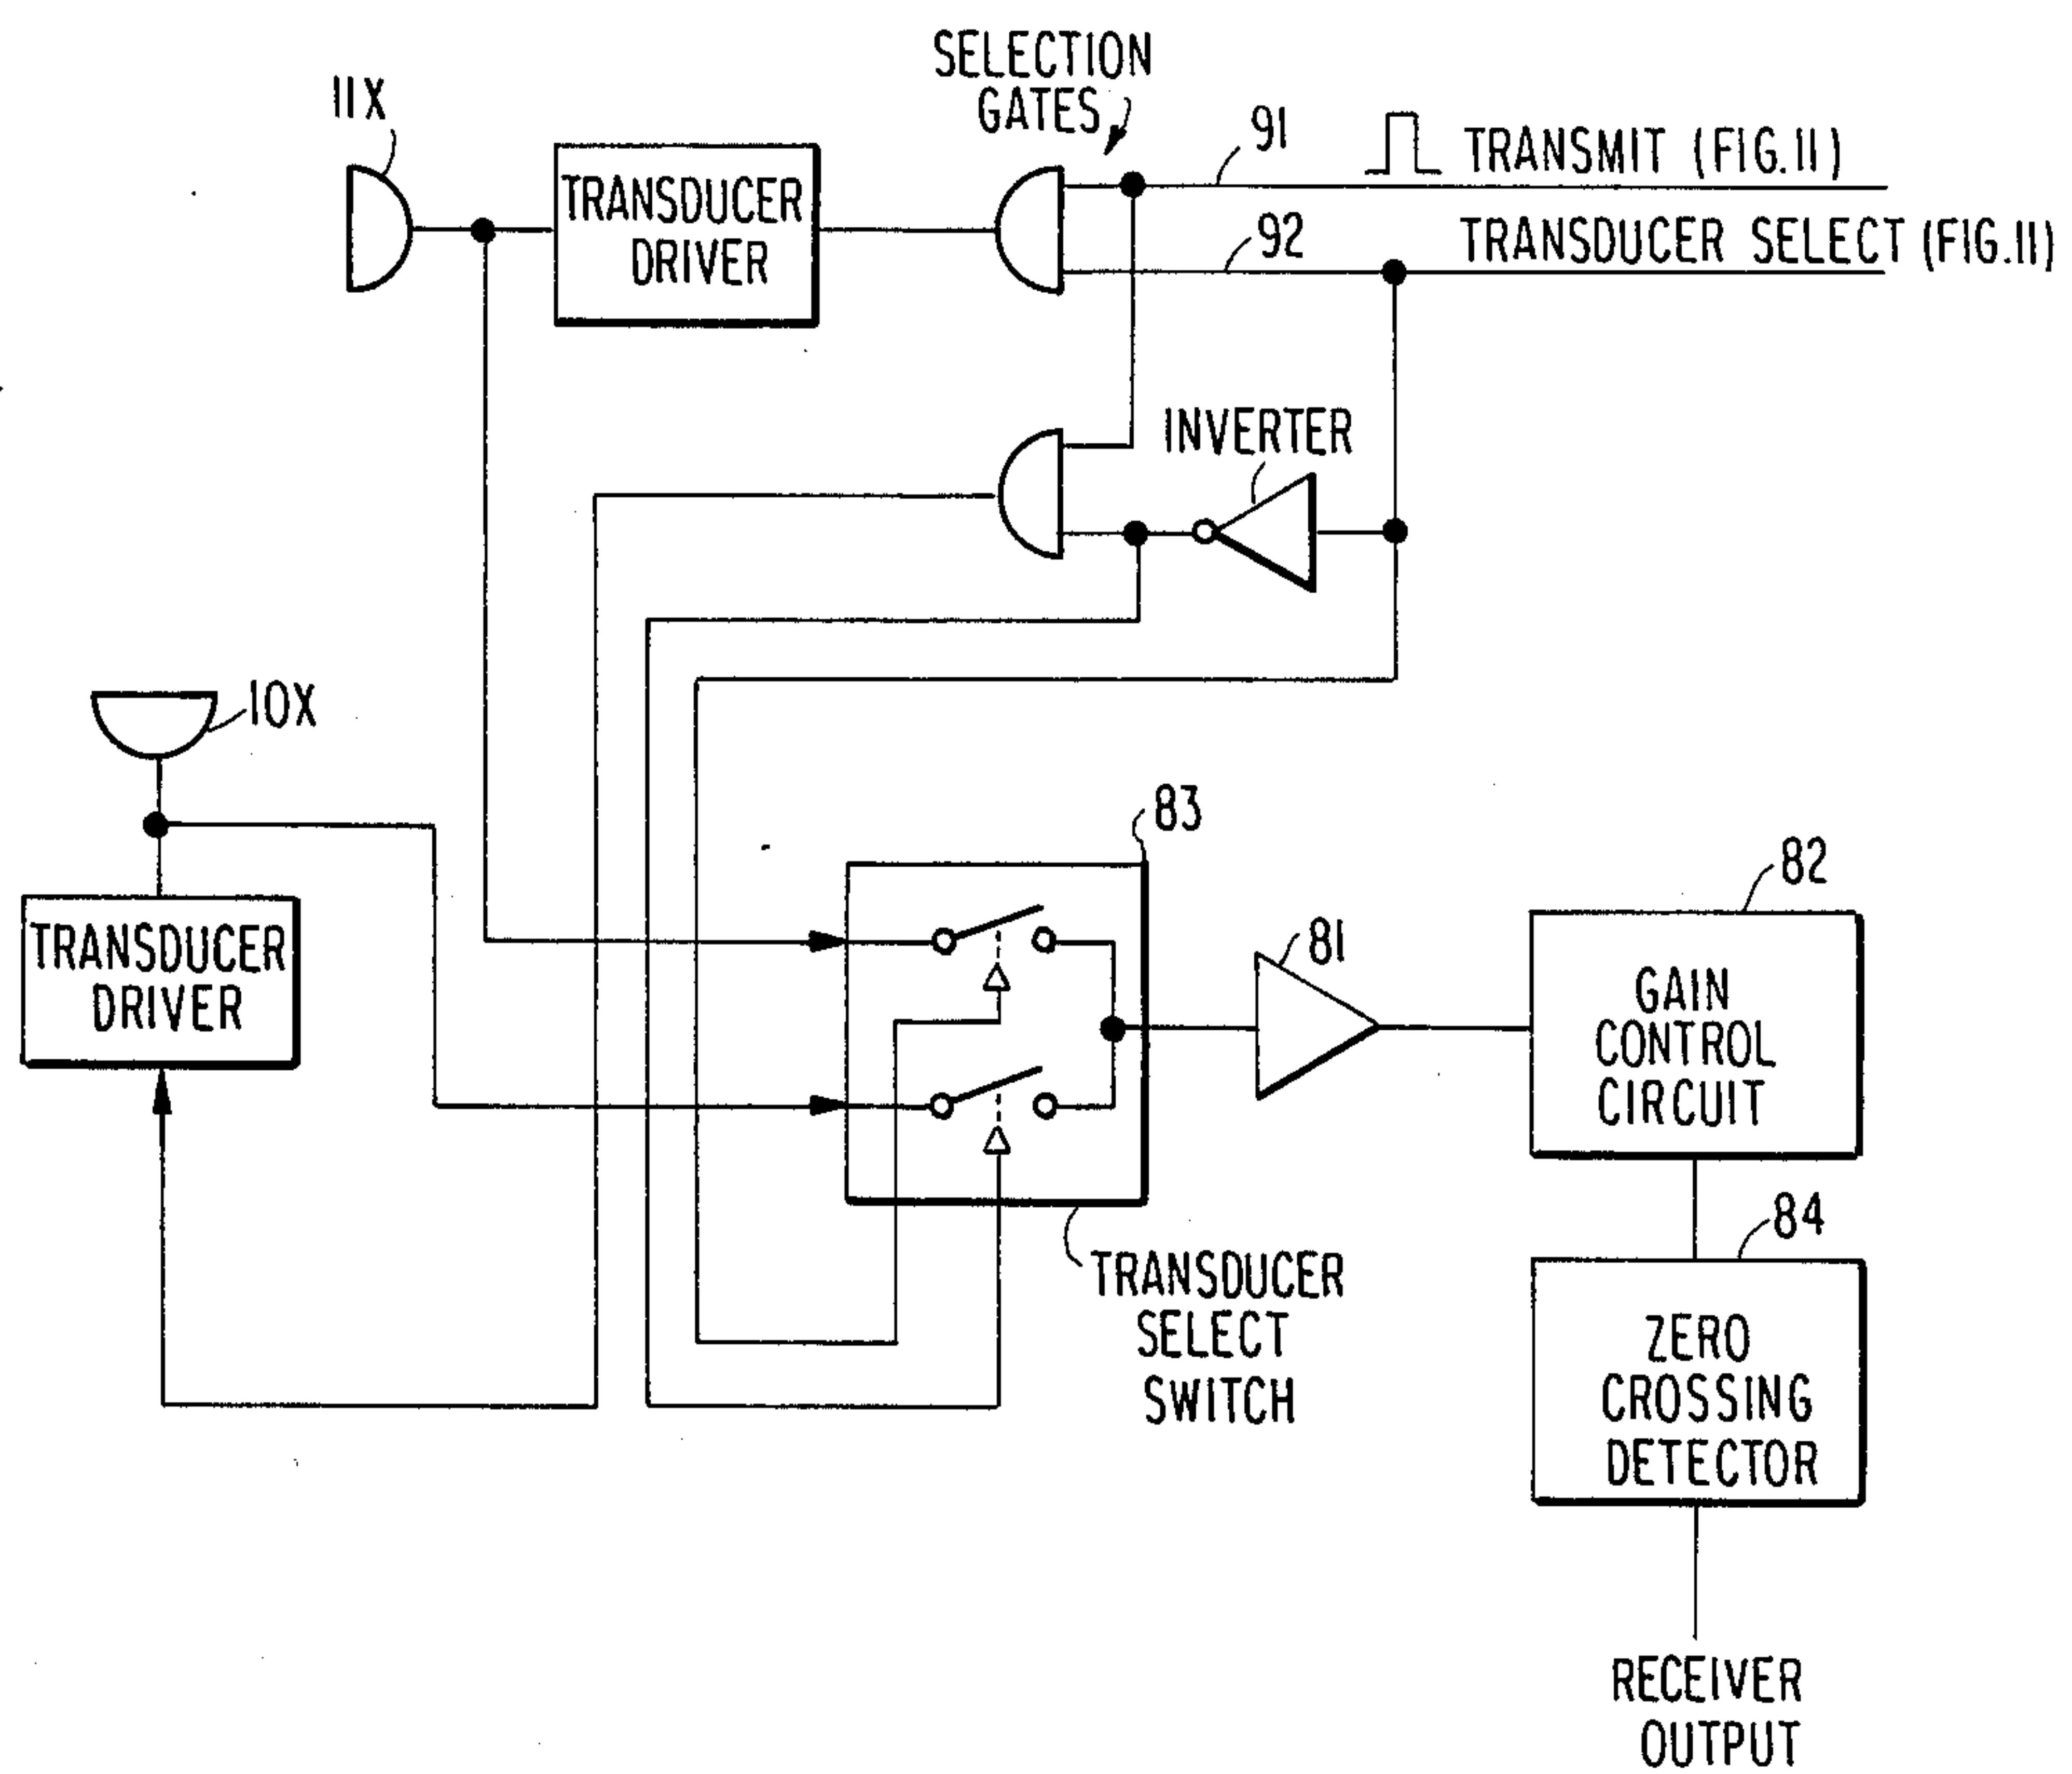 SELECTION
GATES
11X
91
TRANSMIT (FIG.11)
TRANSDUCER
DRIVER
92
TRANSDUCER SELECT (FIG.11)
INVERTER
10X
83
82
TRANSDUCER
DRIVER
81
GAIN
CONTROL
CIRCUIT
84
TRANSDUCER
SELECT
SWITCH
ZERO
CROSSING
DETECTOR
RECEIVER
OUTPUT